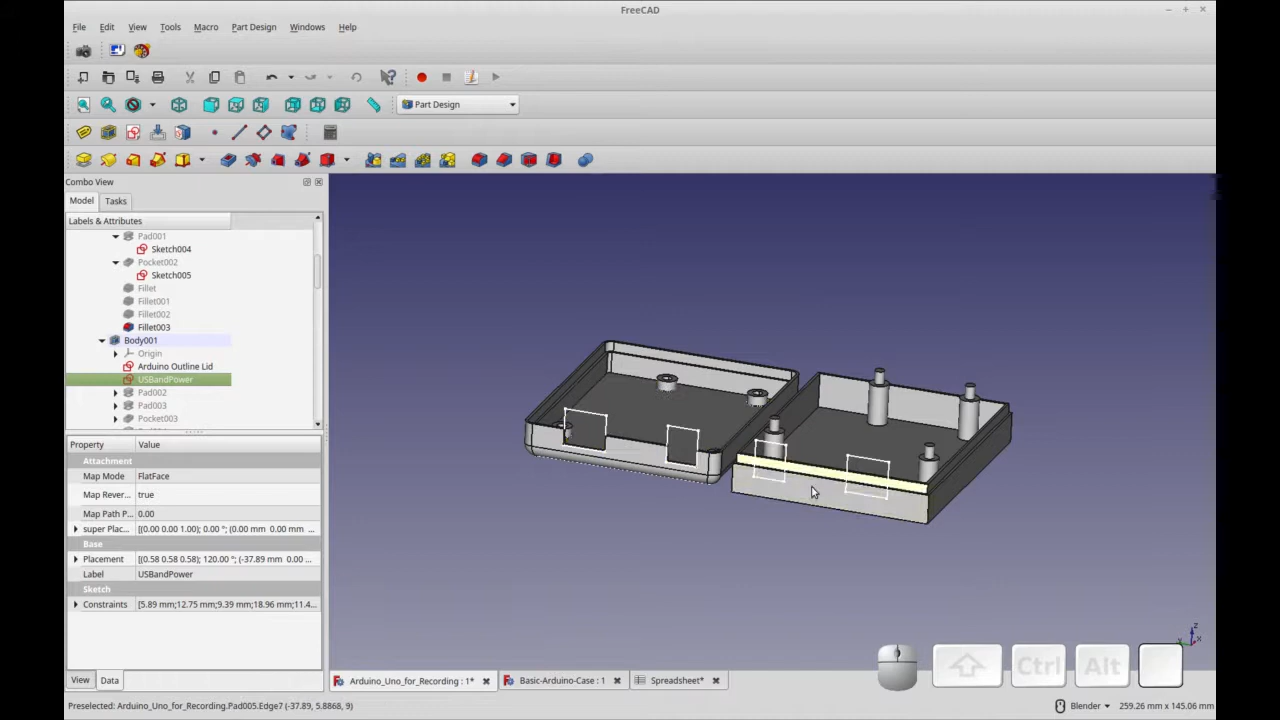 FreeCAD
File Edit View Tools Macro Part Design Windows Help
Part Design
Combo View
Model Tasks
Labels & Attributes
Pad001
Sketch004
Pocket002
Sketch005
Fillet
Fillet001
Fillet002
Fillet003
Body001
Origin
Arduino Outline Lid
USBandPower
Pad002
Pad003
Pocket003
Property Value
Attachment
Map Mode FlatFace
Map Rever... true
Map Path P... 0.00
super Plac... [(0.00 0.00 1.00); 0.00 °; (0.00 mm 0.00 mm ...
Base
Placement [(0.58 0.58 0.58); 120.00 °; (-37.89 mm 0.00 ...
Label USBandPower
Sketch
Constraints [5.89 mm;12.75 mm;9.39 mm;18.96 mm;11.4...
z
y
x
Ctrl Alt
View Data
Arduino_Uno_for_Recording : 1* Basic-Arduino-Case : 1 Spreadsheet*
Preselected: Arduino_Uno_for_Recording.Pad005.Edge7 (-37.89, 5.8868, 9) Blender 259.26 mm x 145.06 mm